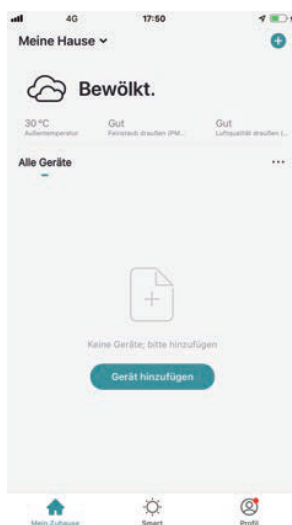 4G 17:50
Meine Hause
Bewölkt.
30 °C Gut Gut
Außentemperatur Feinstaub draußen (PM... Luftqualität draußen (...
Alle Geräte ...
Keine Geräte; bitte hinzufügen
Gerät hinzufügen
Mein Zuhause Smart Profil